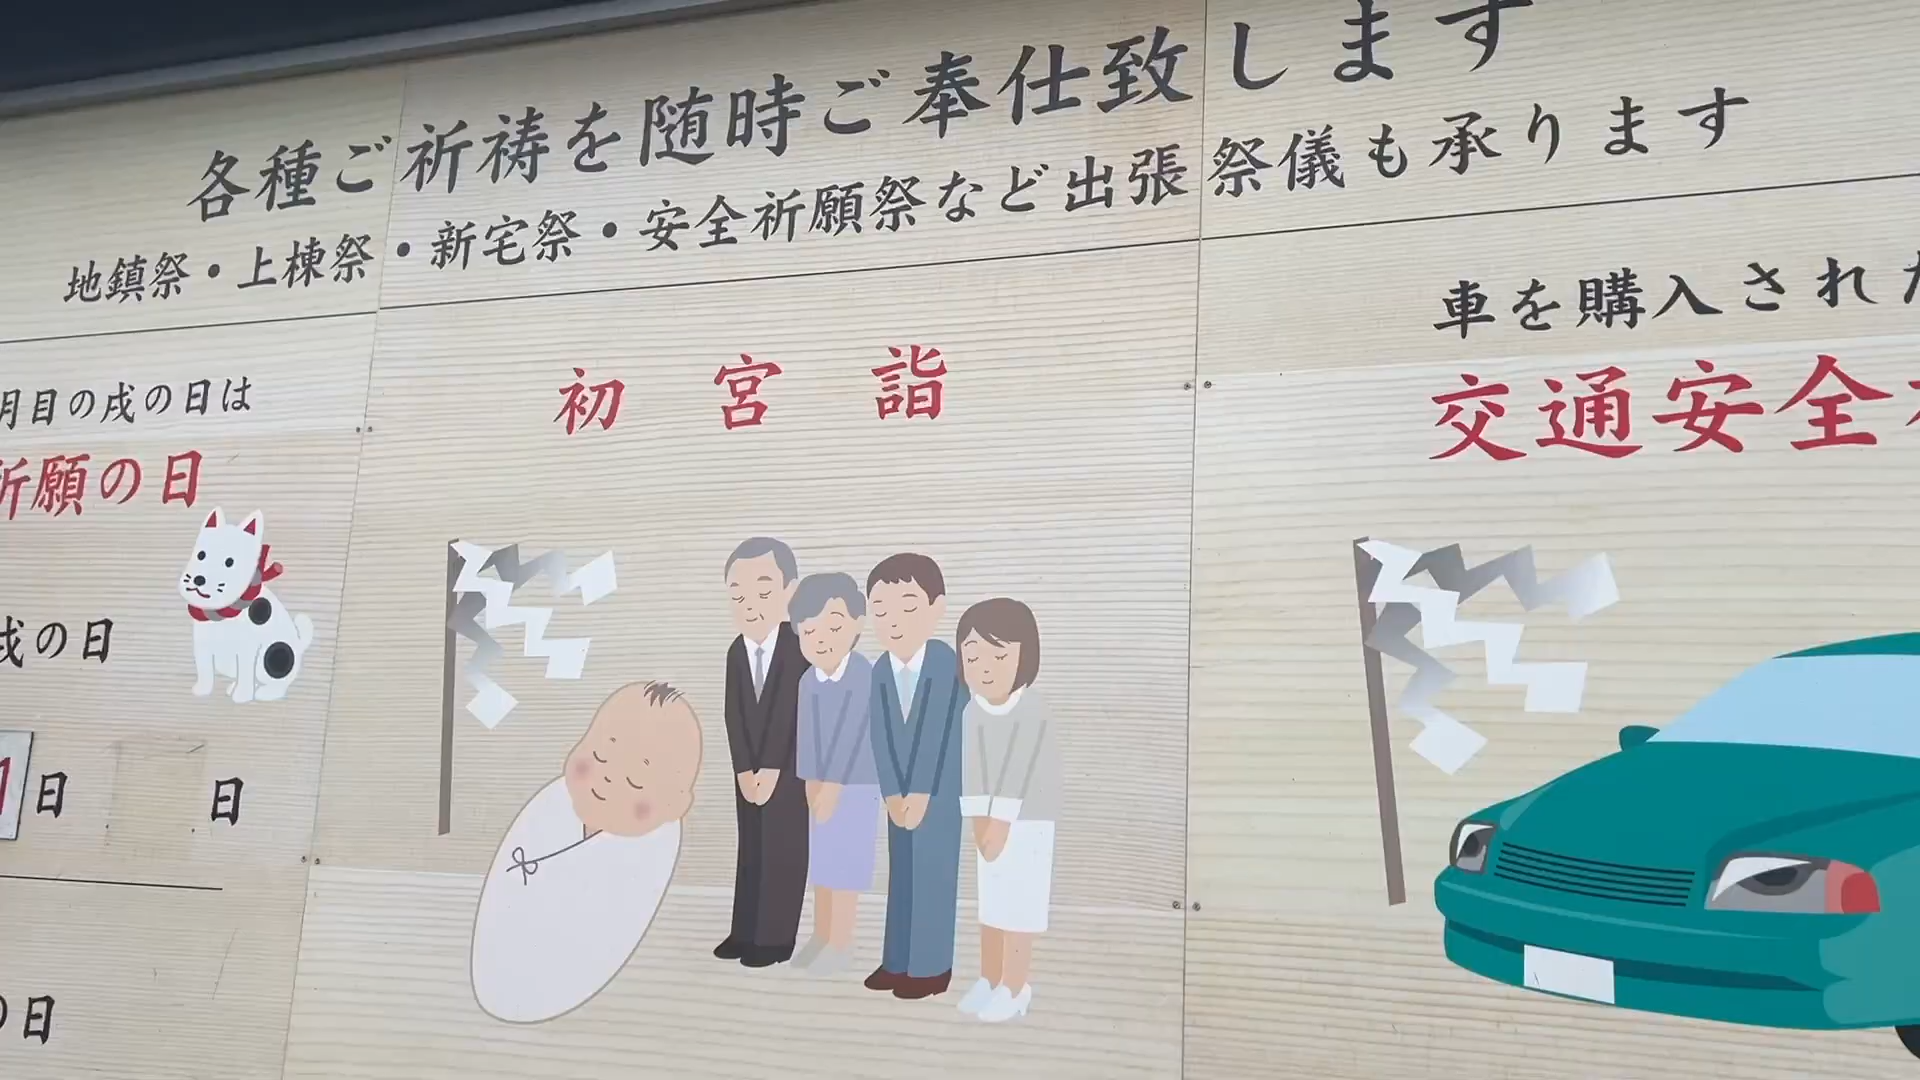 各種ご祈祷を随時ご奉仕致します
地鎮祭・上棟祭・新宅祭・安全祈願祭など出張祭儀も承ります
月目の戌の日は
祈願の日
戌の日
1日 日
の日
初宮詣
車を購入された
交通安全